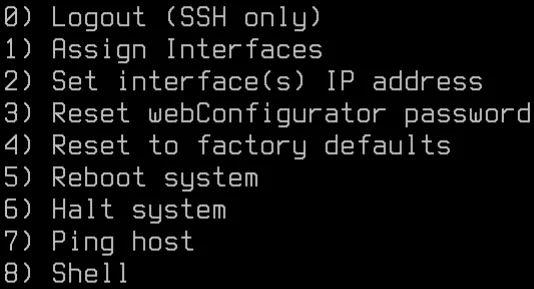 0) Logout (SSH only)
1) Assign Interfaces
2) Set interface(s) IP address
3) Reset webConfigurator password
4) Reset to factory defaults
5) Reboot system
6) Halt system
7) Ping host
8) Shell